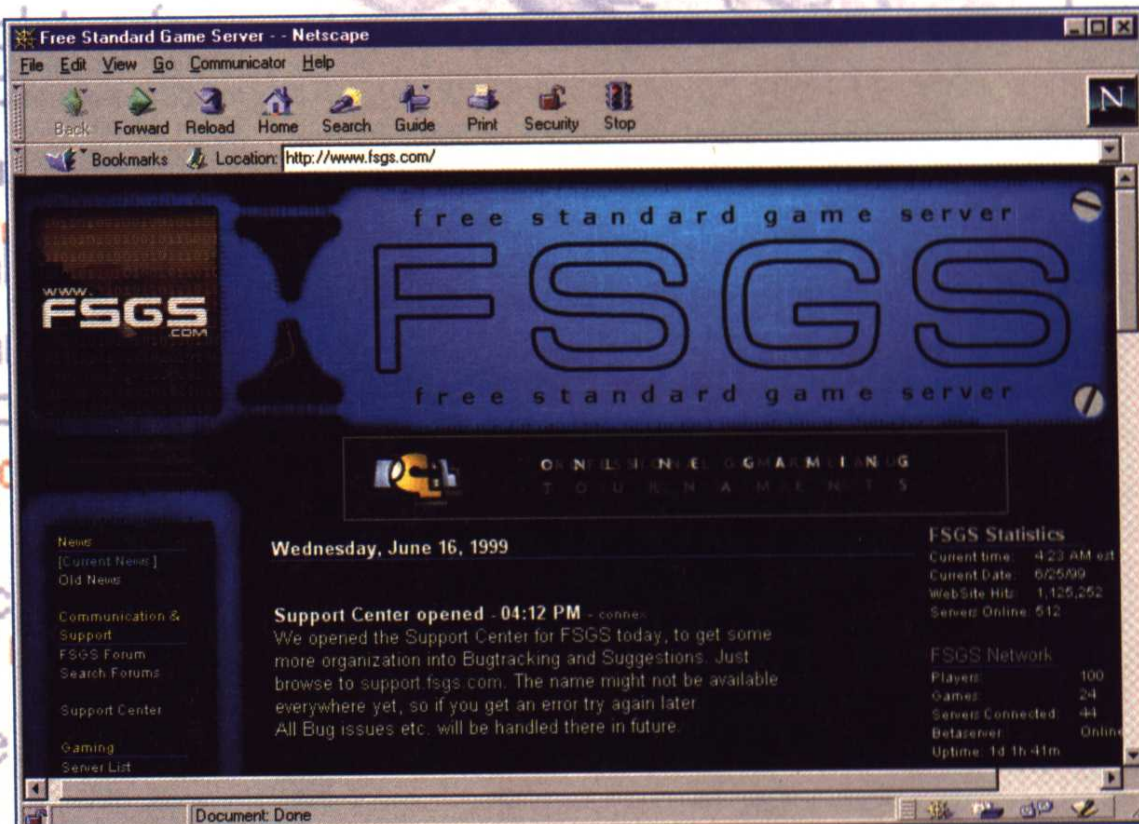 Free Standard Game Server - - Netscape
File Edit View Go Communicator Help
Back Forward Reload Home Search Guide Print Security Stop
N
Bookmarks Location: http://www.fsgs.com/
free standard game server
www.
FSGS
.COM
FSGS
free standard game server
GAMING
TOURNAMENTS
News
[Current News]
Old News
Communication &
Support
FSGS Forum
Search Forums
Support Center
Gaming
Server List
Wednesday, June 16, 1999
Support Center opened - 04:12 PM -
We opened the Support Center for FSGS today, to get some
more organization into Bugtracking and Suggestions. Just
browse to support.fsgs.com. The name might not be available
everywhere yet, so if you get an error try again later
All Bug issues etc. will be handled there in future.
FSGS Statistics
Current time: 4:23 AM est
Current Date: 6/25/99
WebSite Hits: 1,125,252
Servers Online: 512
FSGS Network
Players: 100
Games: 24
Servers Connected: 44
Betaserver: Online
Uptime: 1d 1h 41m
Document: Done